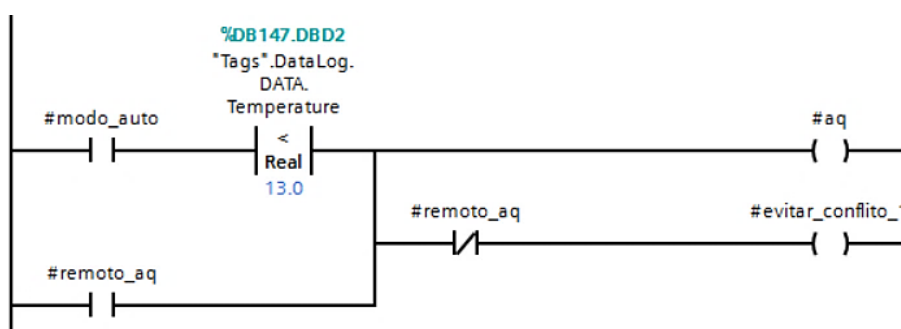 %DB147.DBD2
"Tags".DataLog.
DATA.
Temperature
#modo_auto
#aq
<
Real
13.0
#remoto_aq
#evitar_conflito_
#remoto_aq